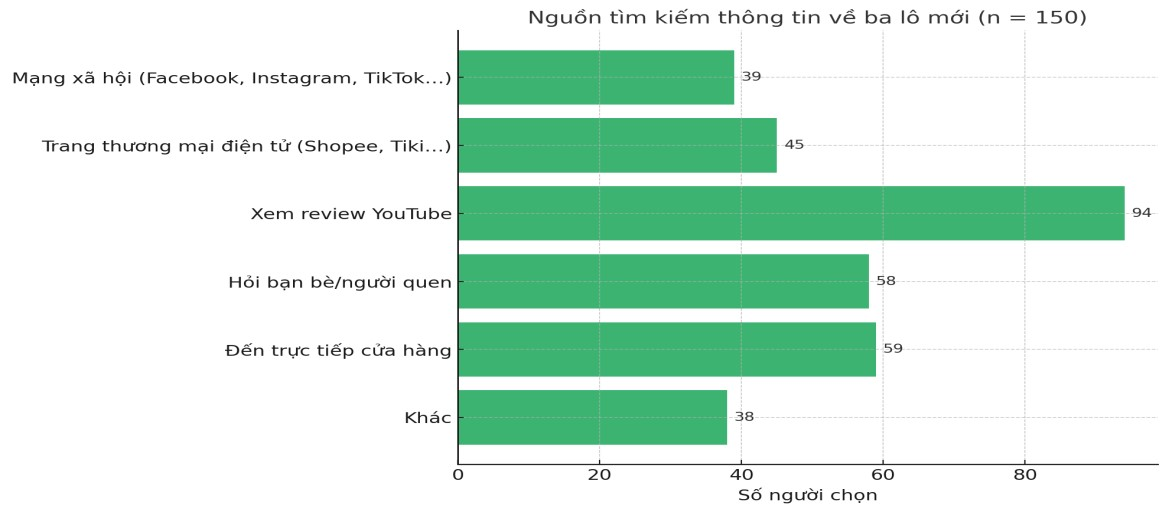 Nguồn tìm kiếm thông tin về ba lô mới (n = 150)
Mạng xã hội (Facebook, Instagram, TikTok...)
39
Trang thương mại điện tử (Shopee, Tiki...)
45
Xem review YouTube
94
Hỏi bạn bè/người quen
58
Đến trực tiếp cửa hàng
59
Khác
38
0 20 40 60 80
Số người chọn